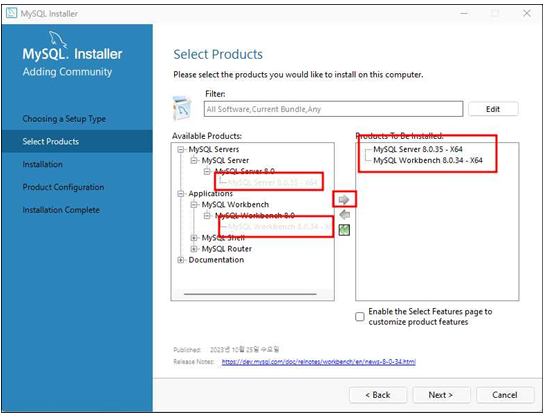 MySQL Installer
MySQL. Installer
Adding Community
Choosing a Setup Type
Select Products
Installation
Product Configuration
Installation Complete
Select Products
Please select the products you would like to install on this computer.
Filter:
All Software,Current Bundle,Any
Edit
Available Products:
MySQL Servers
MySQL Server
MySQL Server 8.0
MySQL Server 8.0.35 - X64
Applications
MySQL Workbench
MySQL Workbench 8.0
MySQL Workbench 8.0.34 - X
MySQL Shell
MySQL Router
Documentation
Products To Be Installed:
MySQL Server 8.0.35 - X64
MySQL Workbench 8.0.34 - X64
Enable the Select Features page to
customize product features
Published: 2023년 10월 25일 수요일
Release Notes: https://dev.mysql.com/doc/relnotes/workbench/en/news-8-0-34.html
< Back
Next >
Cancel